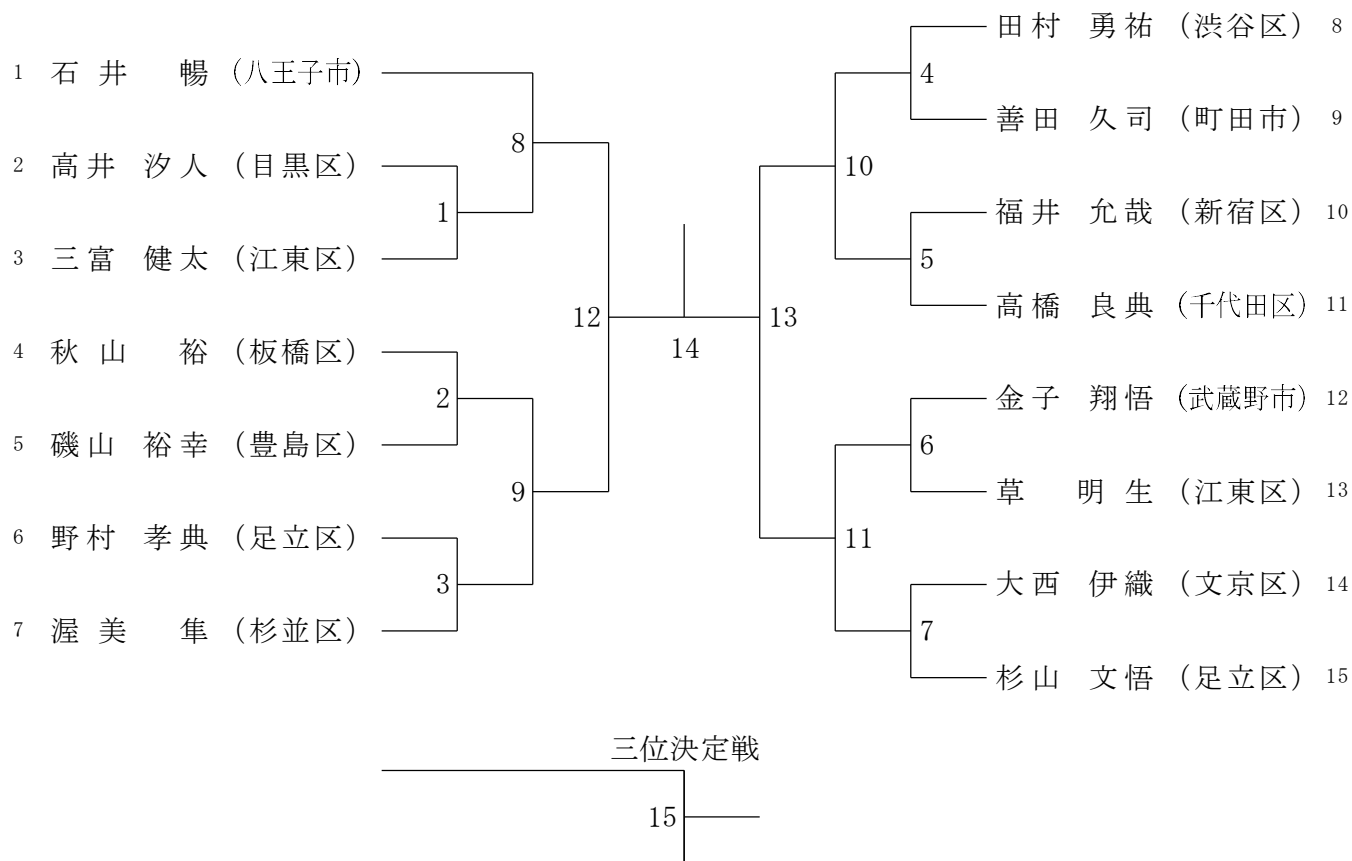 1 石井 暢 (八王子市)
2 高井 汐人 (目黒区)
3 三富 健太 (江東区)
4 秋山 裕 (板橋区)
5 磯山 裕幸 (豊島区)
6 野村 孝典 (足立区)
7 渥美 隼 (杉並区)
8
1
12
2
9
3
14
田村 勇祐 (渋谷区) 8
善田 久司 (町田市) 9
福井 允哉 (新宿区) 10
高橋 良典 (千代田区) 11
金子 翔悟 (武蔵野市) 12
草 明生 (江東区) 13
大西 伊織 (文京区) 14
杉山 文悟 (足立区) 15
4
10
5
13
6
11
7
三位決定戦
15